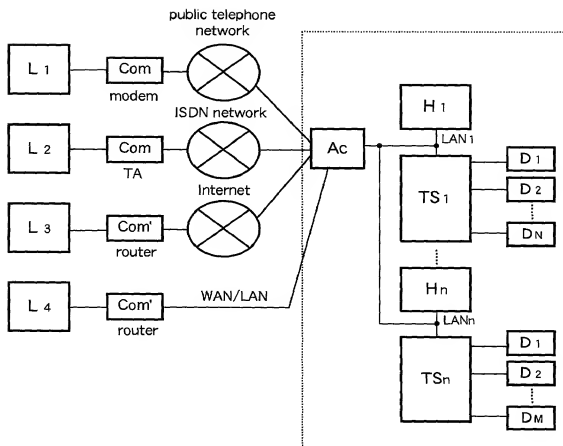 public telephone
network
L 1
Com
modem
ISDN network
L 2
Com
TA
Internet
L 3
Com'
router
L 4
Com'
router
WAN/LAN
Ac
H 1
LAN 1
TS 1
D 1
D 2
D N
H n
LAN n
TS n
D 1
D 2
D M